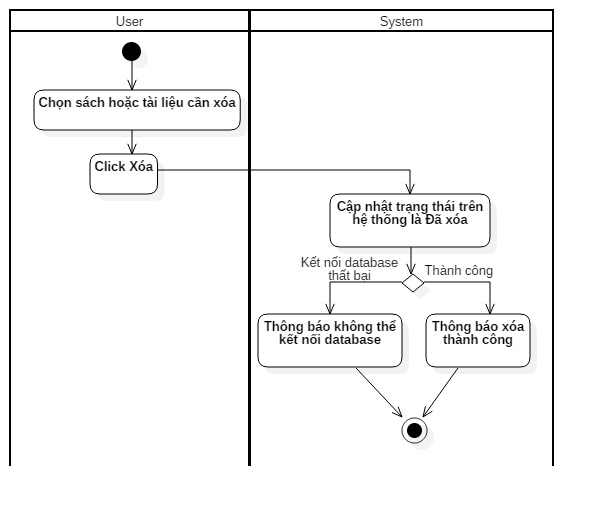 User
System
Chọn sách hoặc tài liệu cần xóa
Click Xóa
Cập nhật trạng thái trên
hệ thống là Đã xóa
Kết nối database
thất bại
Thành công
Thông báo không thể
kết nối database
Thông báo xóa
thành công